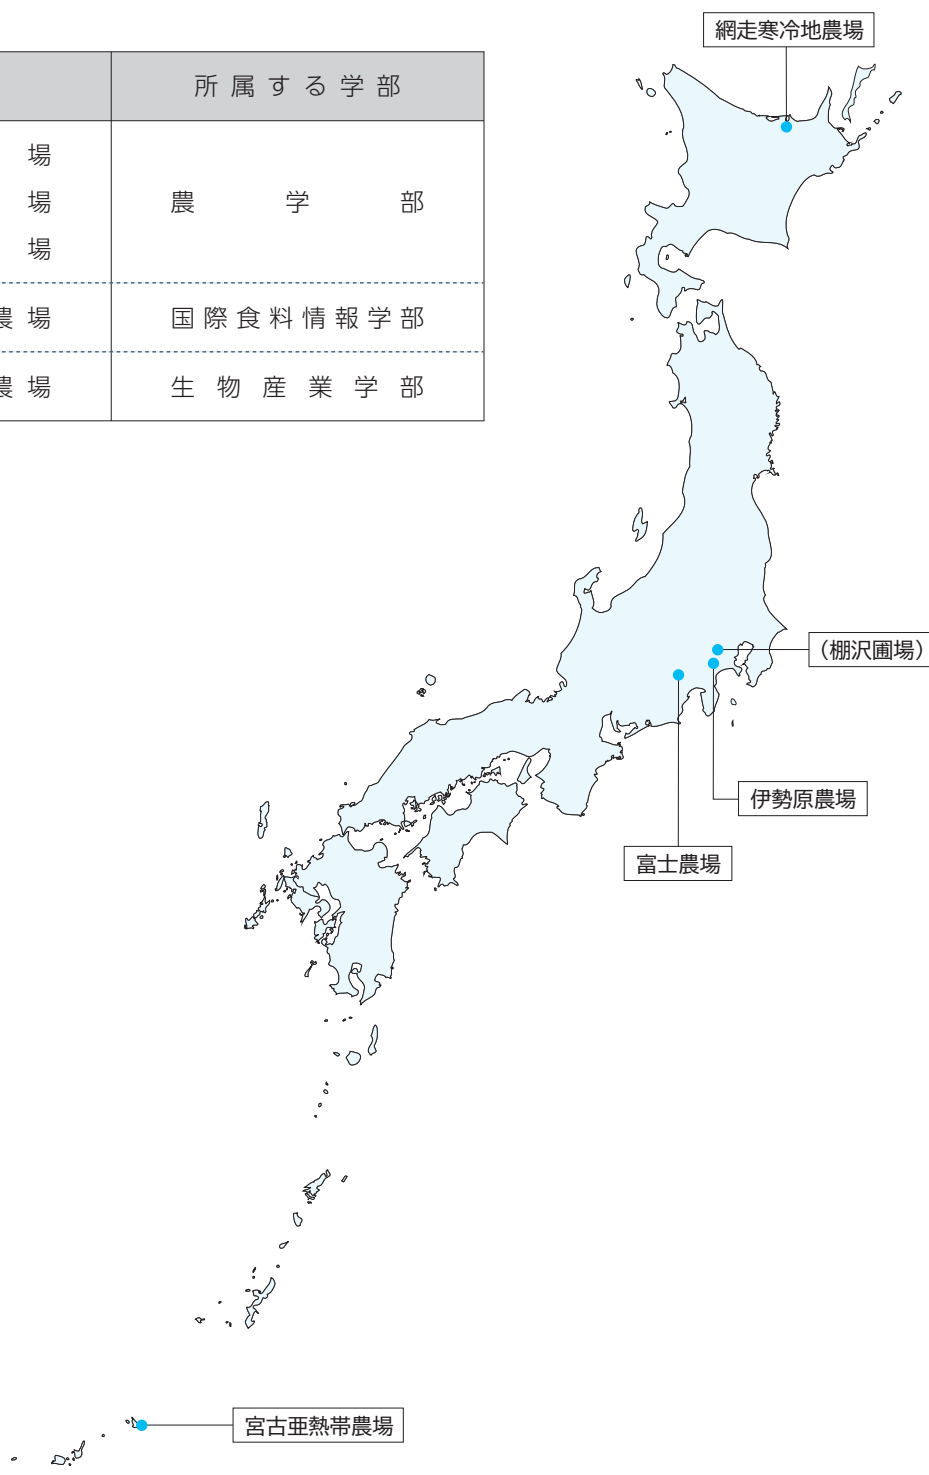 所属する学部
場
場
場
農学部
農場
国際食料情報学部
農場
生物産業学部
網走寒冷地農場
（棚沢圃場）
伊勢原農場
富士農場
宮古亜熱帯農場